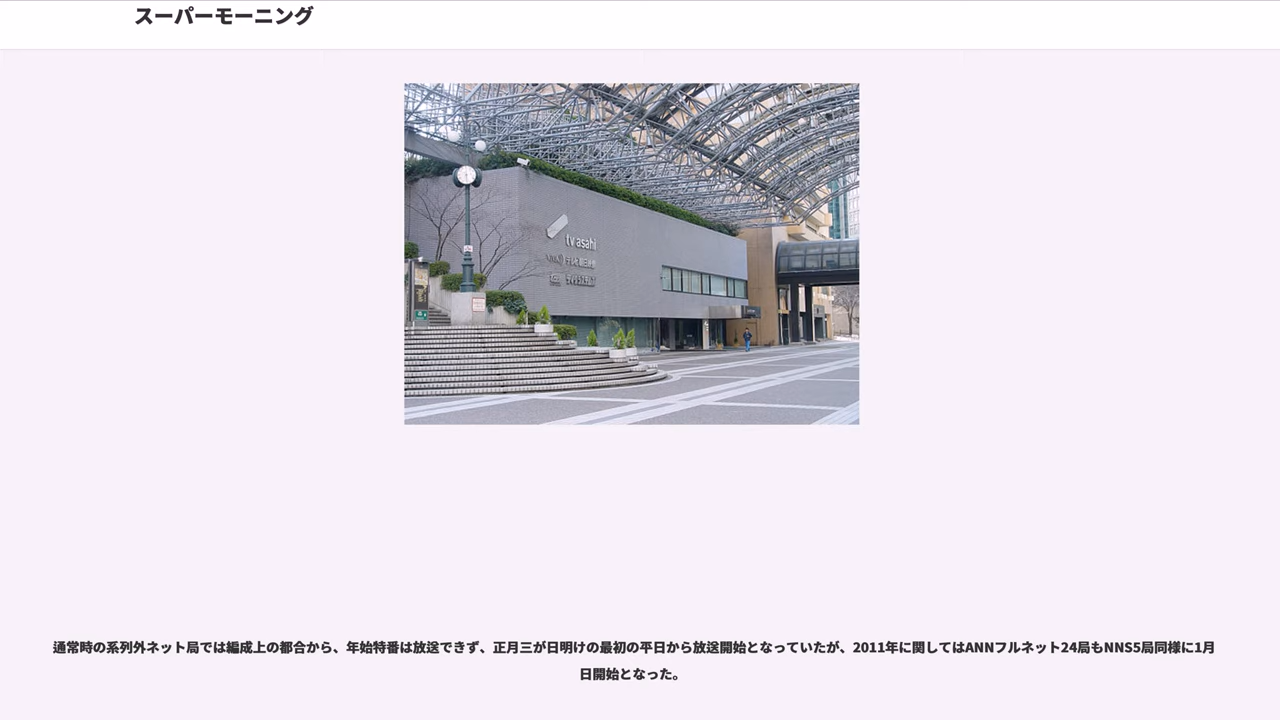 スーパーモーニング
tv asahi
通常時の系列外ネット局では編成上の都合から、年始特番は放送できず、正月三が日明けの最初の平日から放送開始となっていたが、2011年に関してはANNフルネット24局もNNS5局同様に1月
日開始となった。